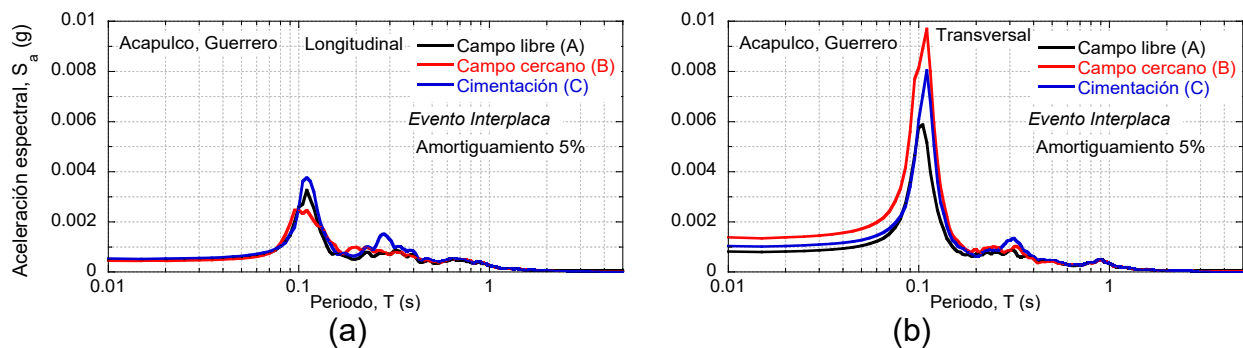 Aceleración espectral, S_a (g)
0.01
0.008
0.006
0.004
0.002
0
Acapulco, Guerrero
Longitudinal
Campo libre (A)
Campo cercano (B)
Cimentación (C)
Evento Interplaca
Amortiguamiento 5%
0.01
0.1
1
Periodo, T (s)
(a)
0.01
0.008
0.006
0.004
0.002
0
Acapulco, Guerrero
Transversal
Campo libre (A)
Campo cercano (B)
Cimentación (C)
Evento Interplaca
Amortiguamiento 5%
0.01
0.1
1
Periodo, T (s)
(b)